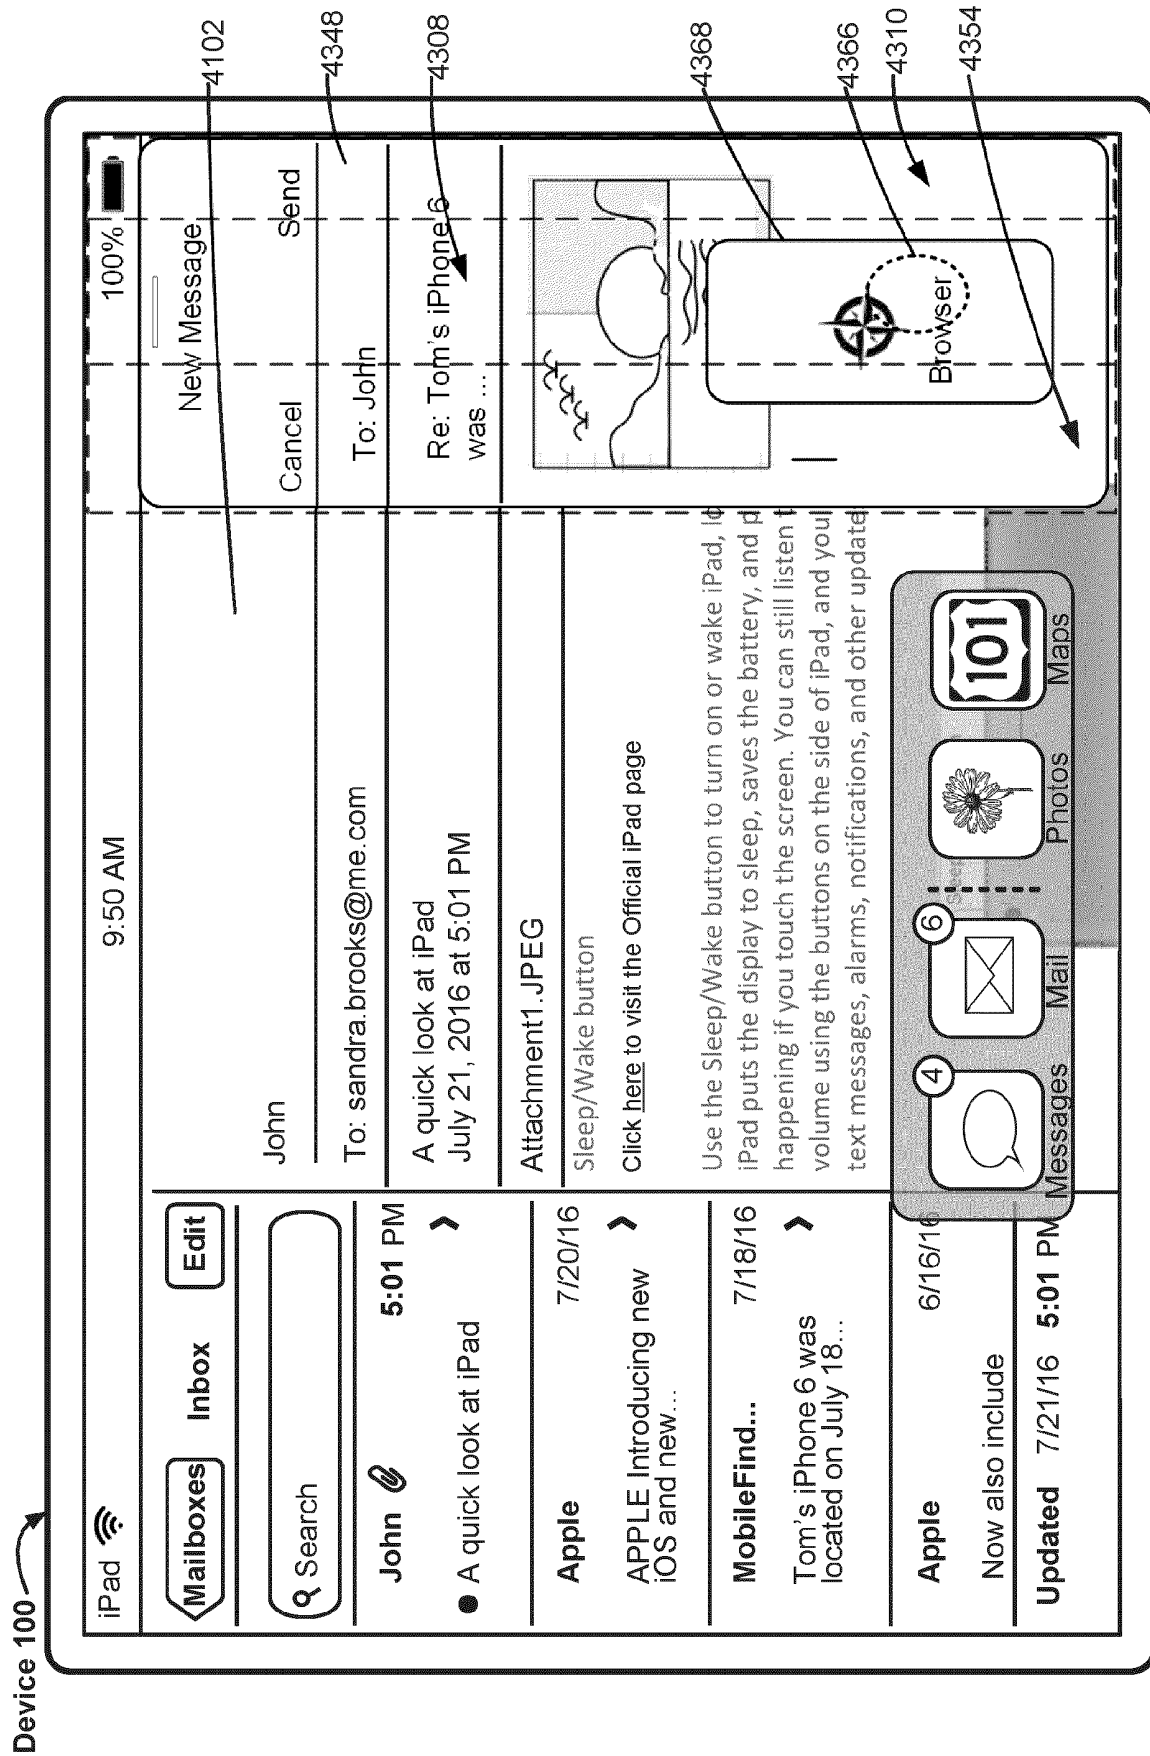 Device 100
iPad
9:50 AM
100%
Mailboxes
Inbox
Edit
Search
John
5:01 PM
A quick look at iPad
Apple
7/20/16
APPLE Introducing new
iOS and new...
MobileFind...
7/18/16
Tom's iPhone 6 was
located on July 18...
Apple
6/16/16
Now also include
Updated 7/21/16 5:01 PM
John
To: sandra.brooks@me.com
A quick look at iPad
July 21, 2016 at 5:01 PM
Attachment1.JPEG
Sleep/Wake button
Click here to visit the Official iPad page
Use the Sleep/Wake button to turn on or wake iPad, lo
iPad puts the display to sleep, saves the battery, and p
happening if you touch the screen. You can still listen t
volume using the buttons on the side of iPad, and you
text messages, alarms, notifications, and other update
4
6
101
Messages
Mail
Photos
Maps
New Message
Cancel
Send
To: John
Re: Tom's iPhone 6
was ...
Browser
4102
4348
4308
4368
4366
4310
4354